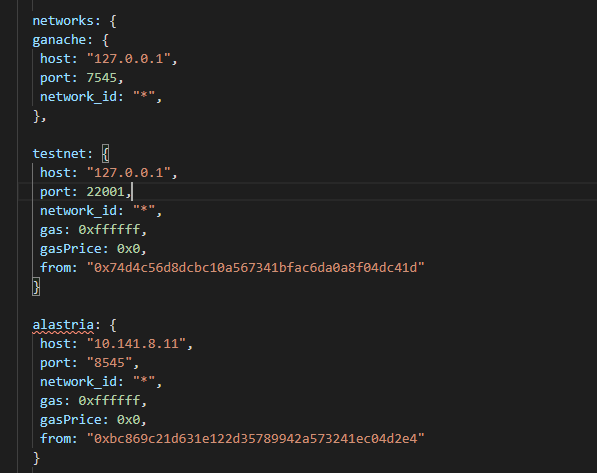 networks: {
ganache: {
host: "127.0.0.1",
port: 7545,
network_id: "*",
},
testnet: {
host: "127.0.0.1",
port: 22001,
network_id: "*",
gas: 0xffffff,
gasPrice: 0x0,
from: "0x74d4c56d8dcbc10a567341bfac6da0a8f04dc41d"
}
alastria: {
host: "10.141.8.11",
port: "8545",
network_id: "*",
gas: 0xffffff,
gasPrice: 0x0,
from: "0xbc869c21d631e122d35789942a573241ec04d2e4"
}